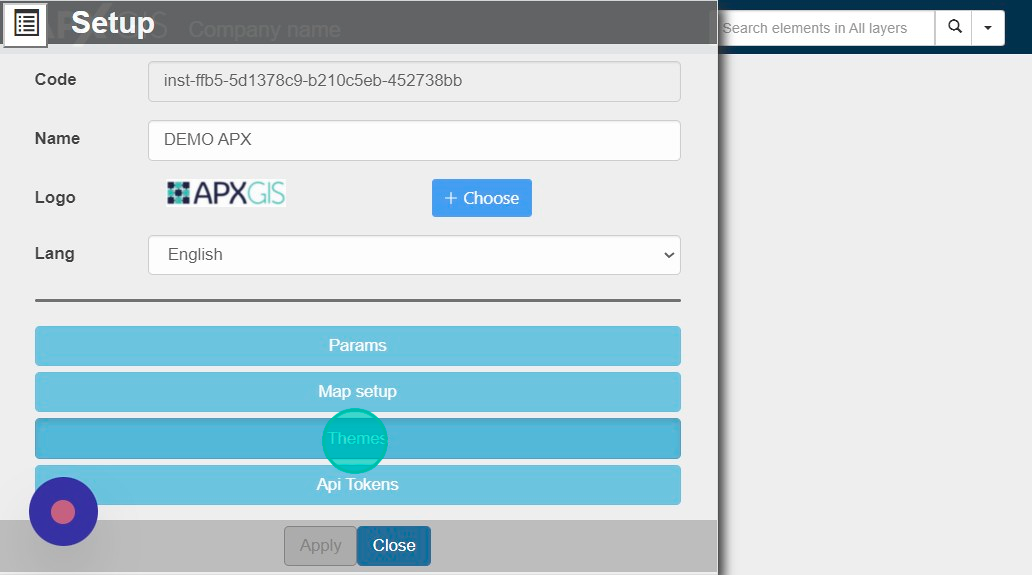 Setup
APXGIS Company name
Search elements in All layers
Code
inst-ffb5-5d1378c9-b210c5eb-452738bb
Name
DEMO APX
Logo
APXGIS
+ Choose
Lang
English
Params
Map setup
Themes
Api Tokens
Apply
Close